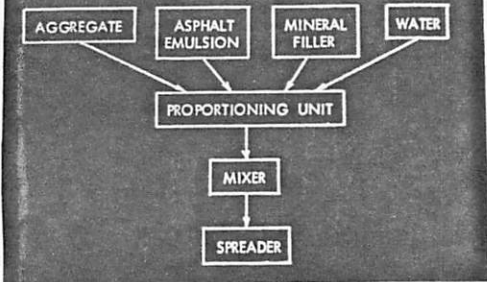 AGGREGATE
ASPHALT
EMULSION
MINERAL
FILLER
WATER
PROPORTIONING UNIT
MIXER
SPREADER